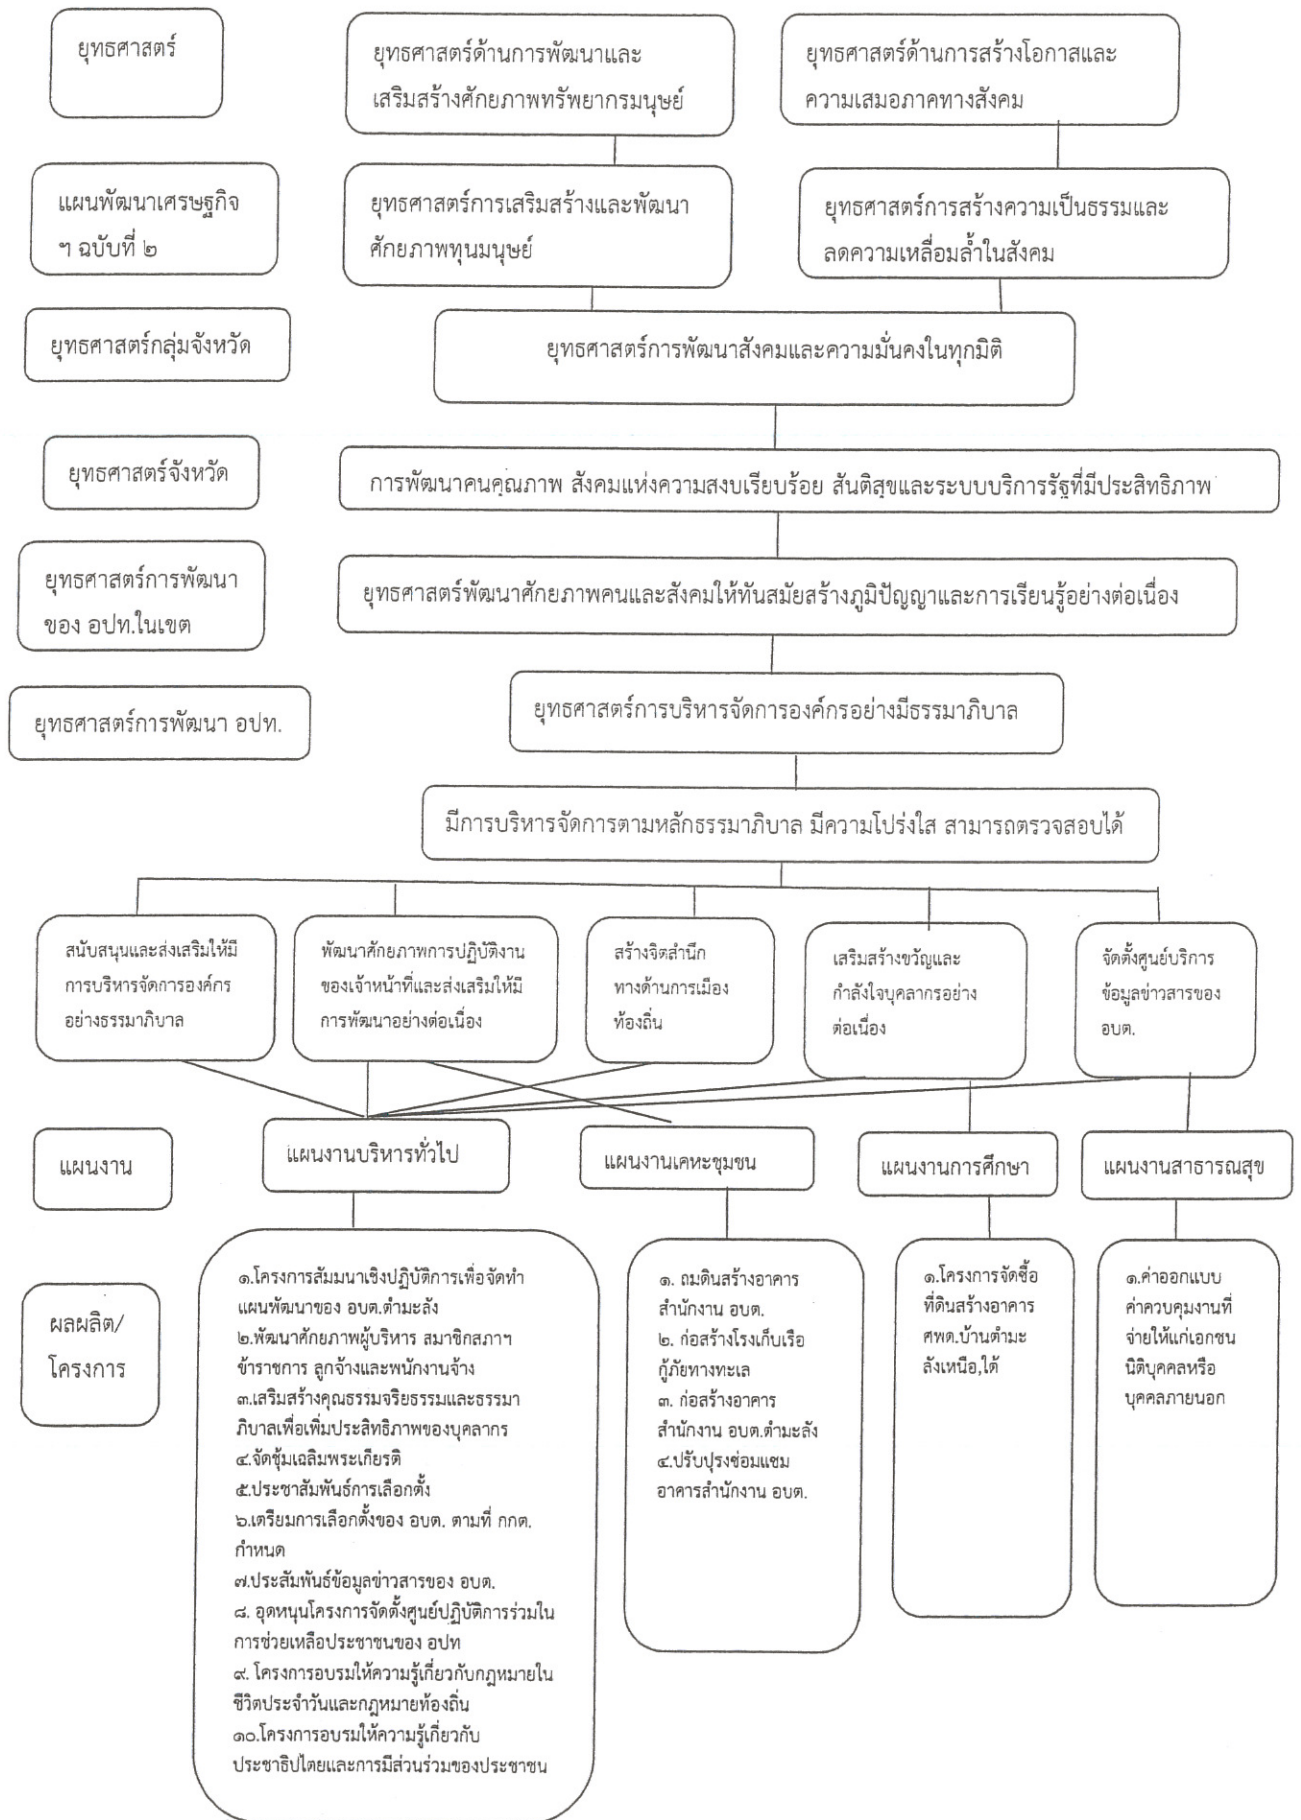 ยุทธศาสตร์
ยุทธศาสตร์ด้านการพัฒนาและ
เสริมสร้างศักยภาพทรัพยากรมนุษย์
ยุทธศาสตร์ด้านการสร้างโอกาสและ
ความเสมอภาคทางสังคม
แผนพัฒนาเศรษฐกิจ
ฯ ฉบับที่ ๒
ยุทธศาสตร์การเสริมสร้างและพัฒนา
ศักยภาพทุนมนุษย์
ยุทธศาสตร์การสร้างความเป็นธรรมและ
ลดความเหลื่อมล้ำในสังคม
ยุทธศาสตร์กลุ่มจังหวัด
ยุทธศาสตร์การพัฒนาสังคมและความมั่นคงในทุกมิติ
ยุทธศาสตร์จังหวัด
การพัฒนาคนคุณภาพ สังคมแห่งความสงบเรียบร้อย สันติสุขและระบบบริการรัฐที่มีประสิทธิภาพ
ยุทธศาสตร์การพัฒนา
ของ อปท.ในเขต
ยุทธศาสตร์พัฒนาศักยภาพคนและสังคมให้ทันสมัยสร้างภูมิปัญญาและการเรียนรู้อย่างต่อเนื่อง
ยุทธศาสตร์การพัฒนา อปท.
ยุทธศาสตร์การบริหารจัดการองค์กรอย่างมีธรรมาภิบาล
มีการบริหารจัดการตามหลักธรรมาภิบาล มีความโปร่งใส สามารถตรวจสอบได้
สนับสนุนและส่งเสริมให้มี
การบริหารจัดการองค์กร
อย่างธรรมาภิบาล
พัฒนาศักยภาพการปฏิบัติงาน
ของเจ้าหน้าที่และส่งเสริมให้มี
การพัฒนาอย่างต่อเนื่อง
สร้างจิตสำนึก
ทางด้านการเมือง
ท้องถิ่น
เสริมสร้างขวัญและ
กำลังใจบุคลากรอย่าง
ต่อเนื่อง
จัดตั้งศูนย์บริการ
ข้อมูลข่าวสารของ
อบต.
แผนงาน
แผนงานบริหารทั่วไป
แผนงานเคหะชุมชน
แผนงานการศึกษา
แผนงานสาธารณสุข
ผลผลิต/
โครงการ
๑.โครงการสัมมนาเชิงปฏิบัติการเพื่อจัดทำ
แผนพัฒนาของ อบต.ตำมะลัง
๒.พัฒนาศักยภาพผู้บริหาร สมาชิกสภาฯ
ข้าราชการ ลูกจ้างและพนักงานจ้าง
๓.เสริมสร้างคุณธรรมจริยธรรมและธรรมา
ภิบาลเพื่อเพิ่มประสิทธิภาพของบุคลากร
๔.จัดซุ้มเฉลิมพระเกียรติ
๕.ประชาสัมพันธ์การเลือกตั้ง
๖.เตรียมการเลือกตั้งของ อบต. ตามที่ กกต.
กำหนด
๗.ประสัมพันธ์ข้อมูลข่าวสารของ อบต.
๘. อุดหนุนโครงการจัดตั้งศูนย์ปฏิบัติการร่วมใน
การช่วยเหลือประชาชนของ อปท
๙. โครงการอบรมให้ความรู้เกี่ยวกับกฎหมายใน
ชีวิตประจำวันและกฎหมายท้องถิ่น
๑๐.โครงการอบรมให้ความรู้เกี่ยวกับ
ประชาธิปไตยและการมีส่วนร่วมของประชาชน
๑. ถมดินสร้างอาคาร
สำนักงาน อบต.
๒. ก่อสร้างโรงเก็บเรือ
กู้ภัยทางทะเล
๓. ก่อสร้างอาคาร
สำนักงาน อบต.ตำมะลัง
๔.ปรับปรุงซ่อมแซม
อาคารสำนักงาน อบต.
๑.โครงการจัดซื้อ
ที่ดินสร้างอาคาร
ศพด.บ้านตำมะ
ลังเหนือ,ใต้
๑.ค่าออกแบบ
ค่าควบคุมงานที่
จ่ายให้แก่เอกชน
นิติบุคคลหรือ
บุคคลภายนอก